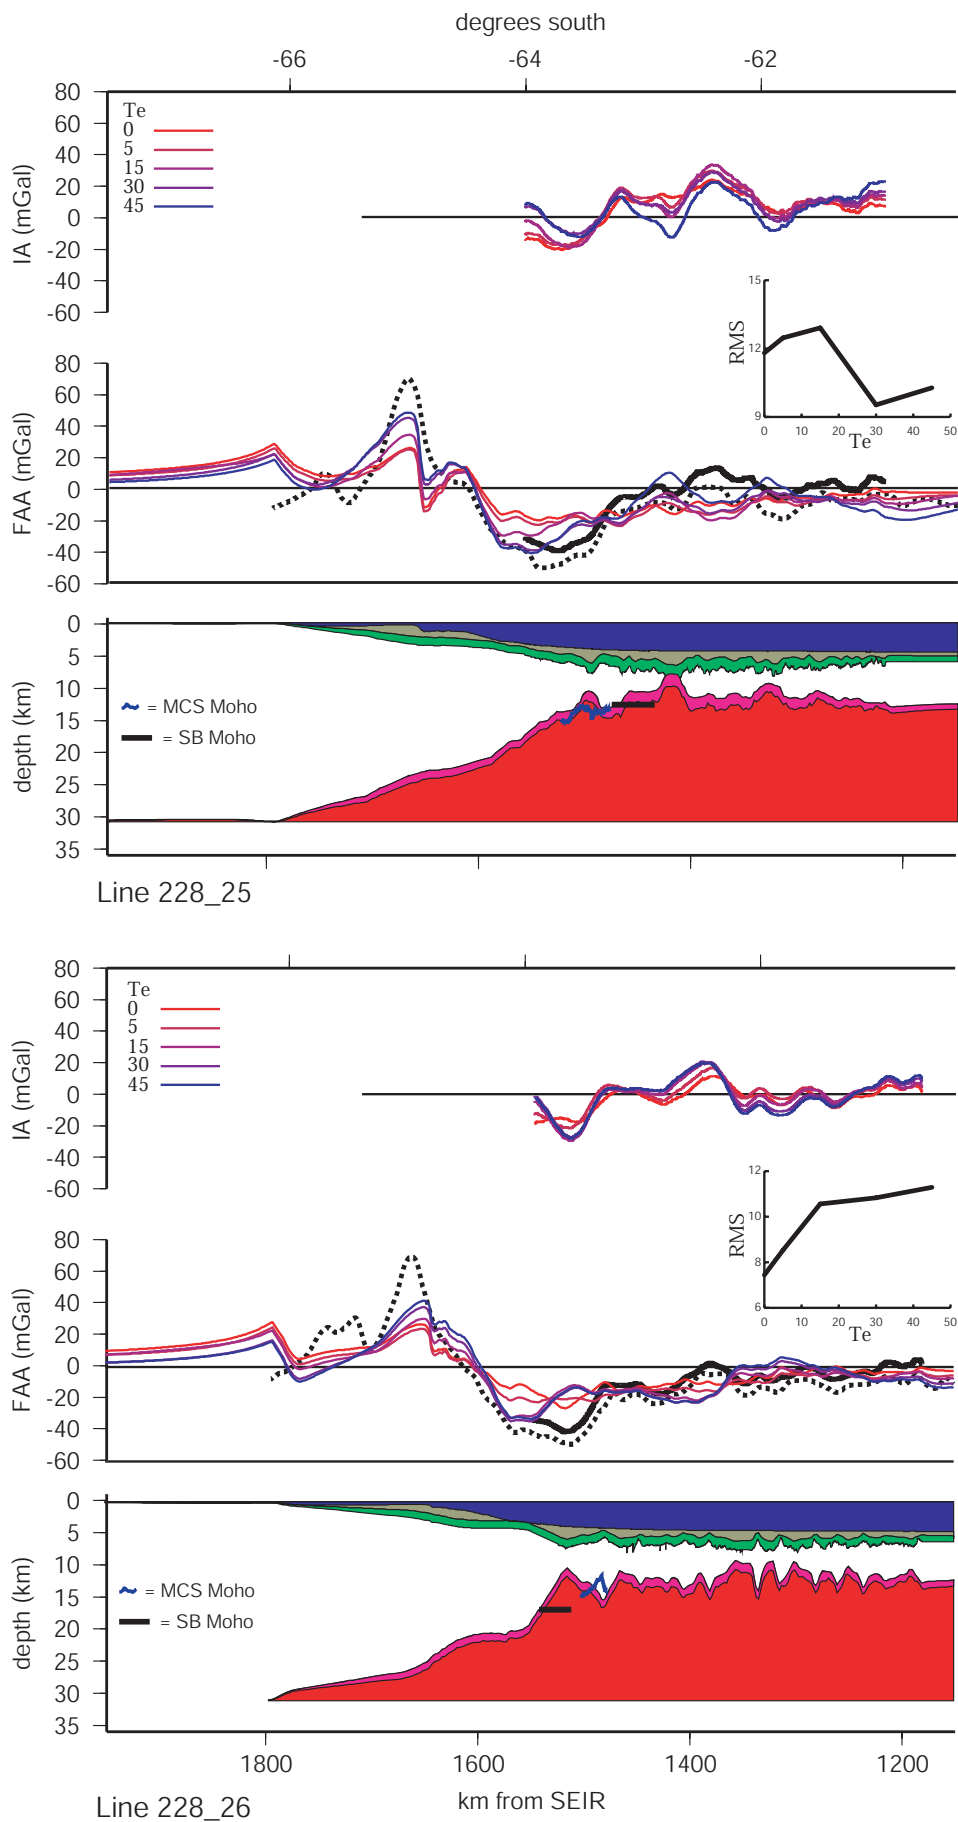 degrees south
-66 -64 -62
80
60
40
20
0
-20
-40
-60
IA (mGal)
Te
0
5
15
30
45
15
12
9
RMS
0 10 20 30 40 50
Te
80
60
40
20
0
-20
-40
-60
FAA (mGal)
0
5
10
15
20
25
30
35
depth (km)
= MCS Moho
= SB Moho
Line 228_25
80
60
40
20
0
-20
-40
-60
IA (mGal)
Te
0
5
15
30
45
12
10
8
6
RMS
0 10 20 30 40 50
Te
80
60
40
20
0
-20
-40
-60
FAA (mGal)
0
5
10
15
20
25
30
35
depth (km)
= MCS Moho
= SB Moho
1800 1600 1400 1200
km from SEIR
Line 228_26